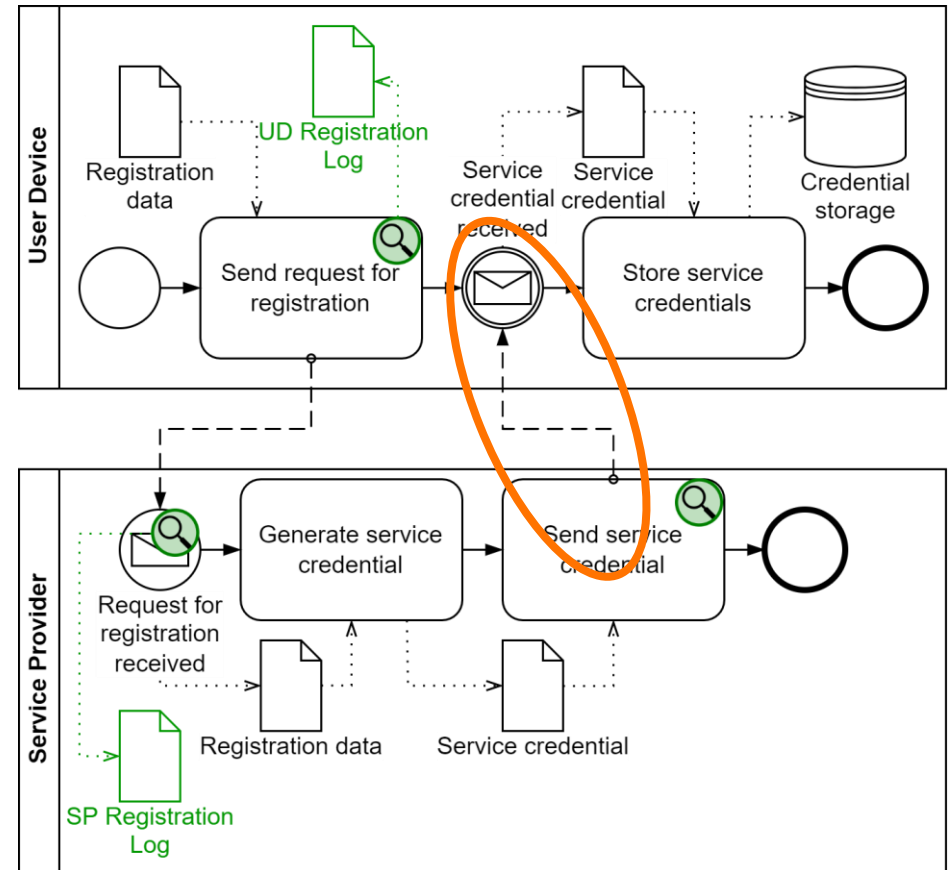 User Device
Registration
data
UD Registration
Log
Service
credential
received
Service
credential
Credential
storage
Send request for
registration
Store service
credentials
Service Provider
Generate service
credential
Send service
credential
Request for
registration
received
Registration data
Service credential
SP Registration
Log